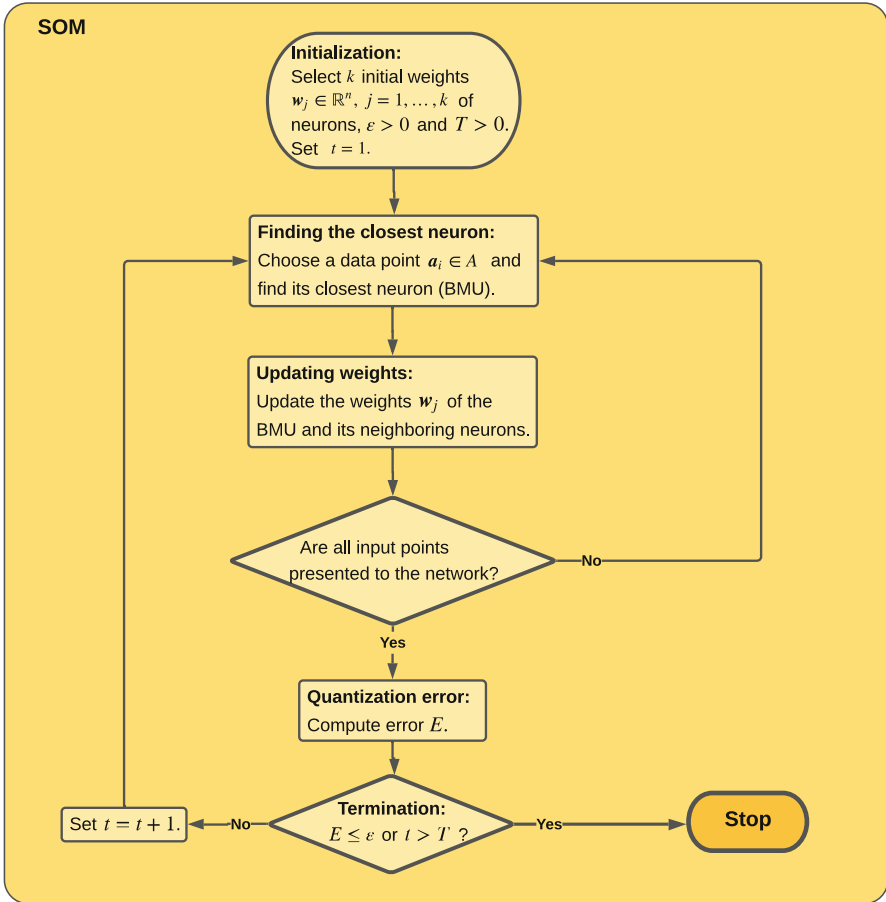 SOM
Initialization:
Select k initial weights
w_j ∈ ℝ^n, j = 1, … , k of
neurons, ε > 0 and T > 0.
Set t = 1.
Finding the closest neuron:
Choose a data point a_i ∈ A and
find its closest neuron (BMU).
Updating weights:
Update the weights w_j of the
BMU and its neighboring neurons.
Are all input points
presented to the network?
No
Yes
Quantization error:
Compute error E.
Termination:
E ≤ ε or t > T ?
No
Set t = t + 1.
Yes
Stop